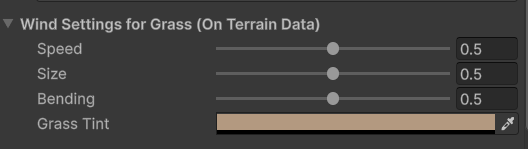 Wind Settings for Grass (On Terrain Data)
Speed 0.5
Size 0.5
Bending 0.5
Grass Tint